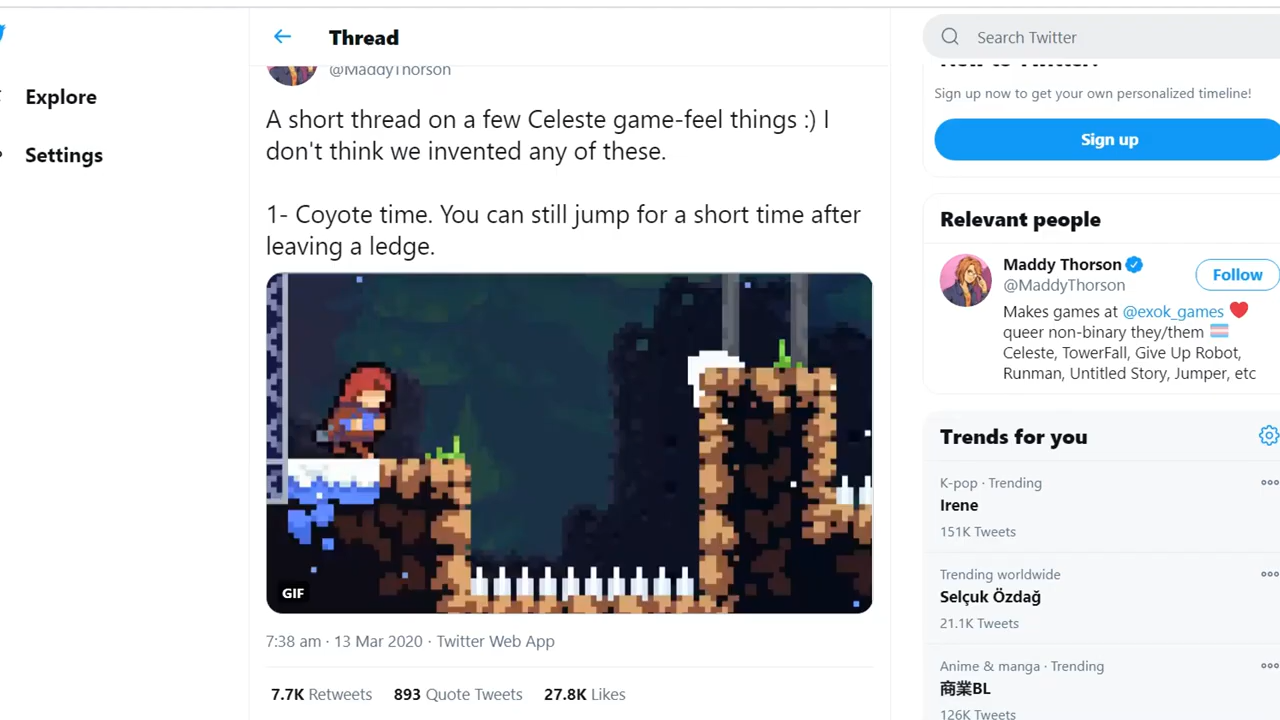 Thread
Search Twitter
Explore
Settings
@MaddyThorson
A short thread on a few Celeste game-feel things :) I
don't think we invented any of these.
1- Coyote time. You can still jump for a short time after
leaving a ledge.
GIF
7:38 am · 13 Mar 2020 · Twitter Web App
7.7K Retweets 893 Quote Tweets 27.8K Likes
Sign up now to get your own personalized timeline!
Sign up
Relevant people
Maddy Thorson
@MaddyThorson
Follow
Makes games at @exok_games
queer non-binary they/them
Celeste, TowerFall, Give Up Robot,
Runman, Untitled Story, Jumper, etc
Trends for you
K-pop · Trending
Irene
151K Tweets
Trending worldwide
Selçuk Özdağ
21.1K Tweets
Anime & manga · Trending
商業BL
126K Tweets